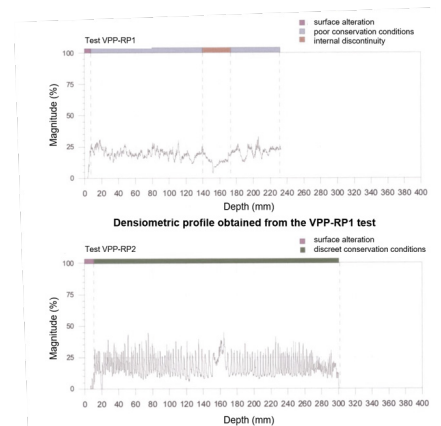 surface alteration
poor conservation conditions
internal discontinuity
Test VPP-RP1
100
75
50
25
0
Magnitude (%)
0 20 40 60 80 100 120 140 160 180 200 220 240 260 280 300 320 340 360 380 400
Depth (mm)
Densiometric profile obtained from the VPP-RP1 test
surface alteration
discreet conservation conditions
Test VPP-RP2
100
75
50
25
0
Magnitude (%)
0 20 40 60 80 100 120 140 160 180 200 220 240 260 280 300 320 340 360 380 400
Depth (mm)